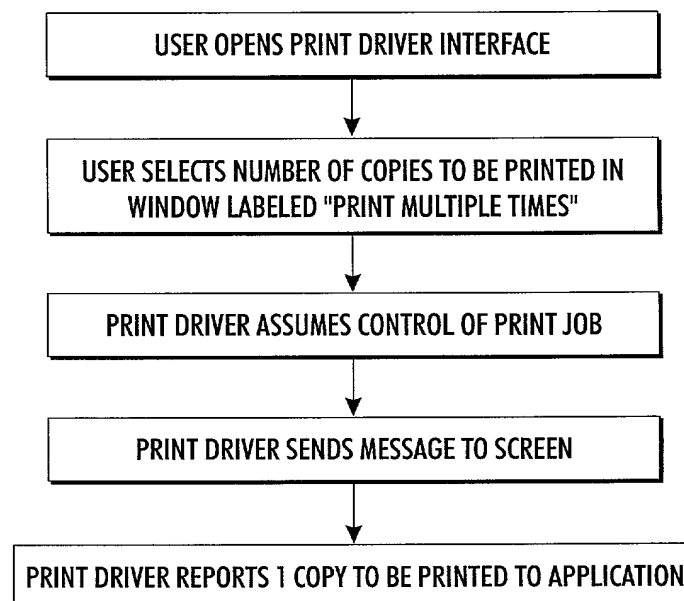 USER OPENS PRINT DRIVER INTERFACE
USER SELECTS NUMBER OF COPIES TO BE PRINTED IN
WINDOW LABELED "PRINT MULTIPLE TIMES"
PRINT DRIVER ASSUMES CONTROL OF PRINT JOB
PRINT DRIVER SENDS MESSAGE TO SCREEN
PRINT DRIVER REPORTS 1 COPY TO BE PRINTED TO APPLICATION